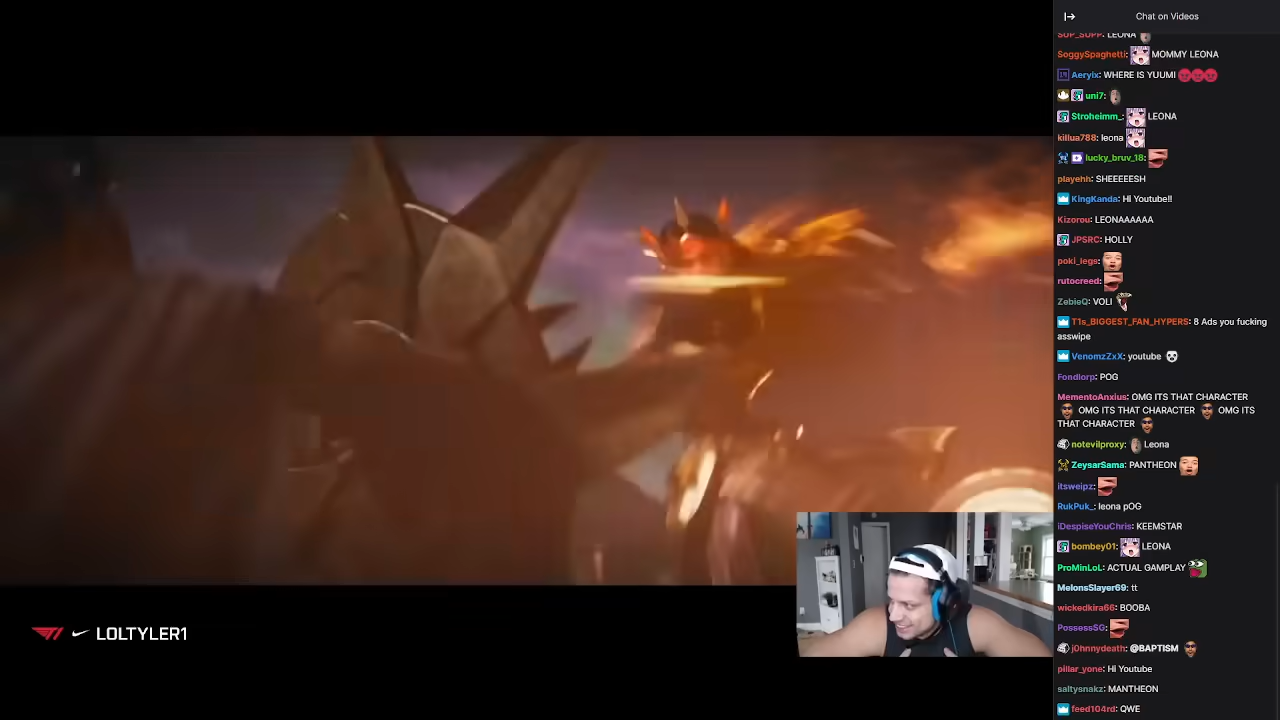 Chat on Videos
SUP_SUPP: LEONA
SoggySpaghetti: MOMMY LEONA
Aeryix: WHERE IS YUUMI
uni7:
Stroheimm_: LEONA
killua788: leona
lucky_bruv_18:
playehh: SHEEEEESH
KingKanda: Hi Youtube!!
Kizorou: LEONAAAAAA
JPSRC: HOLLY
poki_legs:
rutocreed:
ZebieQ: VOLI
T1s_BIGGEST_FAN_HYPERS: 8 Ads you fucking
asswipe
VenomzZxX: youtube
Fondlorp: POG
MementoAnxius: OMG ITS THAT CHARACTER
OMG ITS THAT CHARACTER OMG ITS
THAT CHARACTER
notevilproxy: Leona
ZeysarSama: PANTHEON
itsweipz:
RukPuk_: leona pOG
iDespiseYouChris: KEEMSTAR
bombey01: LEONA
ProMinLoL: ACTUAL GAMPLAY
MelonsSlayer69: tt
wickedkira66: BOOBA
PossessSG:
j0hnnydeath: @BAPTISM
pillar_yone: Hi Youtube
saltysnakz: MANTHEON
feed104rd: QWE
LOLTYLER1